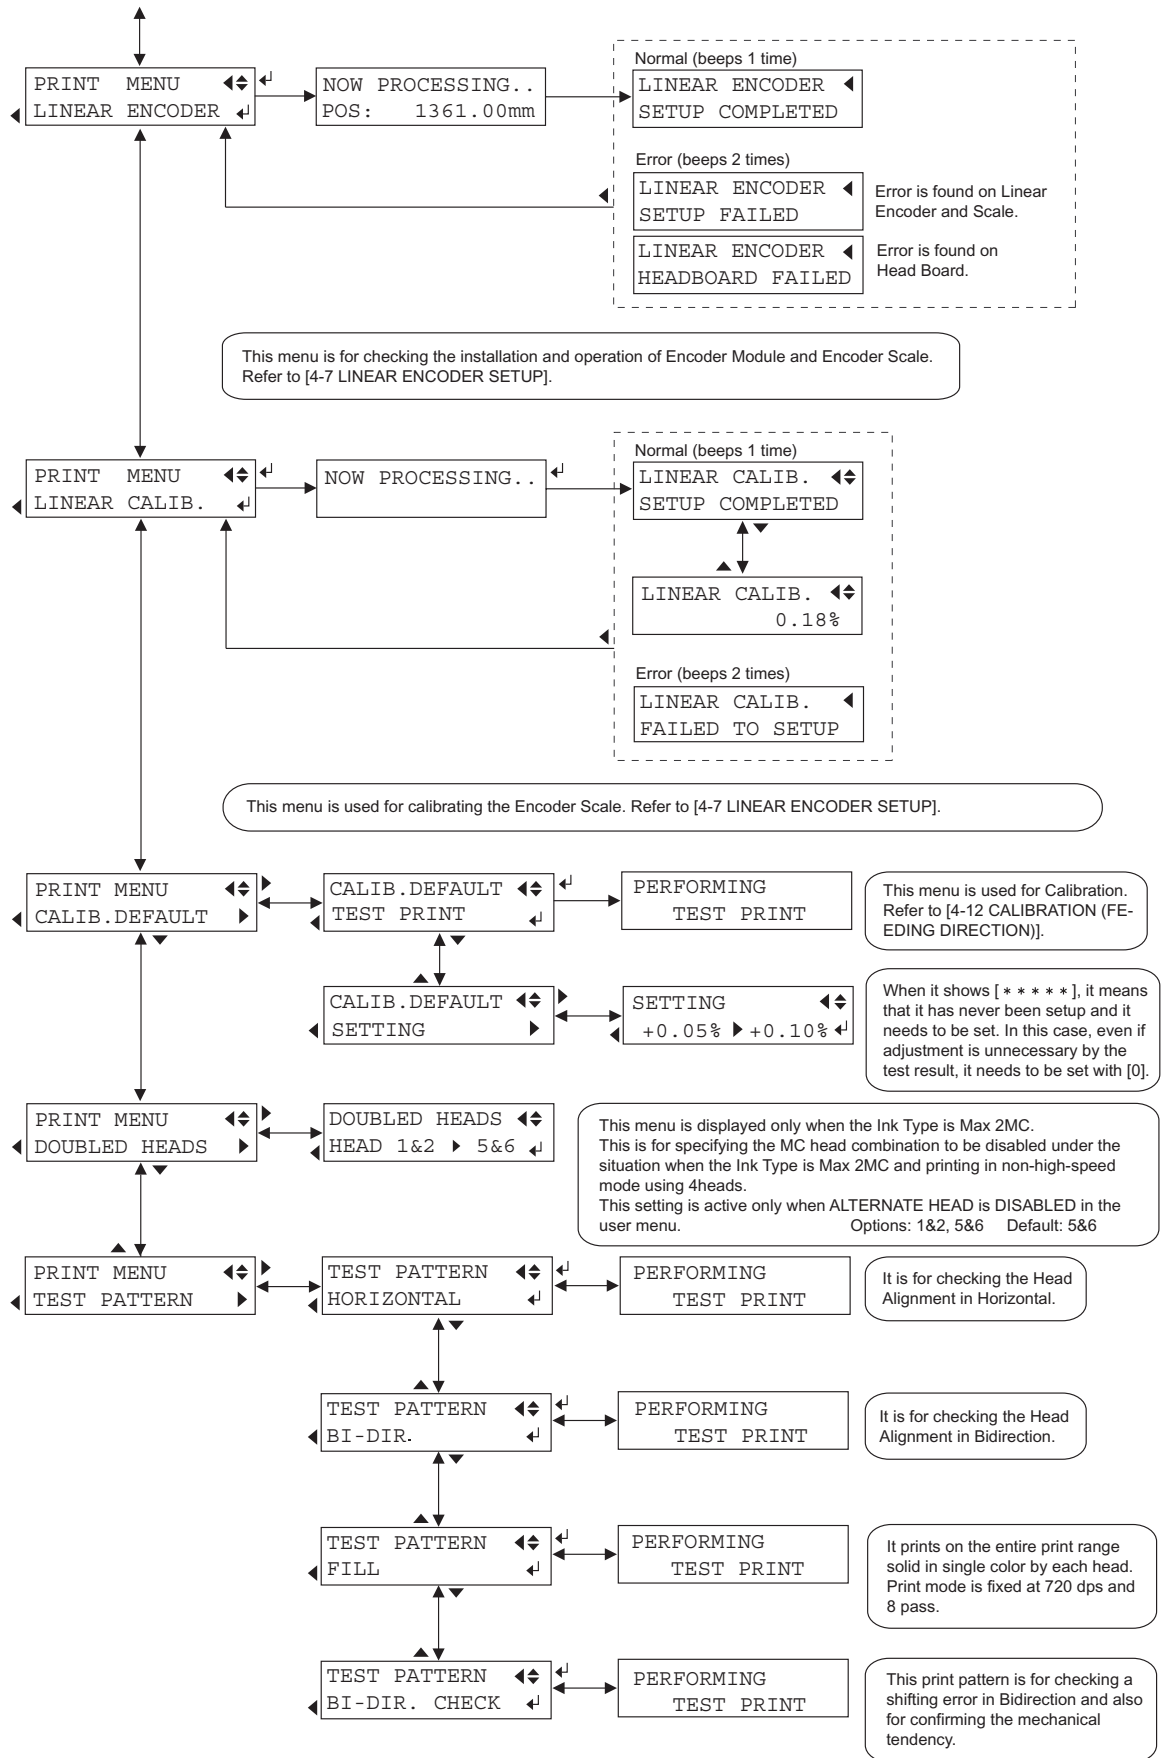 PRINT MENU
LINEAR ENCODER
NOW PROCESSING..
POS: 1361.00mm
Normal (beeps 1 time)
LINEAR ENCODER
SETUP COMPLETED
Error (beeps 2 times)
LINEAR ENCODER
SETUP FAILED
Error is found on Linear
Encoder and Scale.
LINEAR ENCODER
HEADBOARD FAILED
Error is found on
Head Board.
This menu is for checking the installation and operation of Encoder Module and Encoder Scale.
Refer to [4-7 LINEAR ENCODER SETUP].
PRINT MENU
LINEAR CALIB.
NOW PROCESSING..
Normal (beeps 1 time)
LINEAR CALIB.
SETUP COMPLETED
LINEAR CALIB.
0.18%
Error (beeps 2 times)
LINEAR CALIB.
FAILED TO SETUP
This menu is used for calibrating the Encoder Scale. Refer to [4-7 LINEAR ENCODER SETUP].
PRINT MENU
CALIB.DEFAULT
CALIB.DEFAULT
TEST PRINT
PERFORMING
TEST PRINT
This menu is used for Calibration.
Refer to [4-12 CALIBRATION (FE-
EDING DIRECTION)].
CALIB.DEFAULT
SETTING
SETTING
+0.05% ▶ +0.10%
When it shows [ * * * * * ], it means
that it has never been setup and it
needs to be set. In this case, even if
adjustment is unnecessary by the
test result, it needs to be set with [0].
PRINT MENU
DOUBLED HEADS
DOUBLED HEADS
HEAD 1&2 ▶ 5&6
This menu is displayed only when the Ink Type is Max 2MC.
This is for specifying the MC head combination to be disabled under the
situation when the Ink Type is Max 2MC and printing in non-high-speed
mode using 4heads.
This setting is active only when ALTERNATE HEAD is DISABLED in the
user menu. Options: 1&2, 5&6 Default: 5&6
PRINT MENU
TEST PATTERN
TEST PATTERN
HORIZONTAL
PERFORMING
TEST PRINT
It is for checking the Head
Alignment in Horizontal.
TEST PATTERN
BI-DIR.
PERFORMING
TEST PRINT
It is for checking the Head
Alignment in Bidirection.
TEST PATTERN
FILL
PERFORMING
TEST PRINT
It prints on the entire print range
solid in single color by each head.
Print mode is fixed at 720 dps and
8 pass.
TEST PATTERN
BI-DIR. CHECK
PERFORMING
TEST PRINT
This print pattern is for checking a
shifting error in Bidirection and also
for confirming the mechanical
tendency.